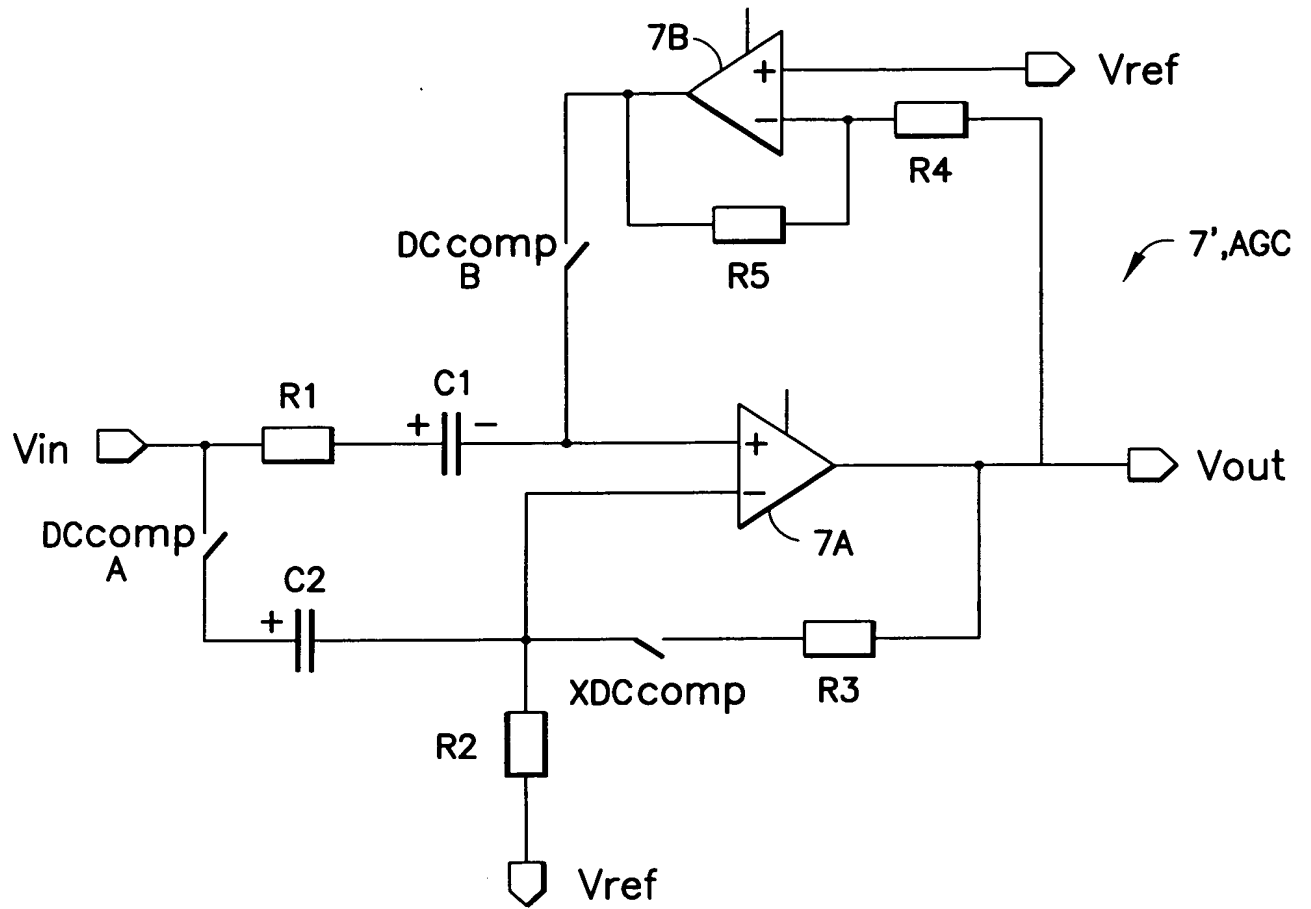 7B
+
Vref
−
R4
DCcomp
B
R5
7',AGC
C1
R1
+
−
Vin
+
Vout
−
DCcomp
A
7A
C2
+
XDCcomp
R3
R2
Vref